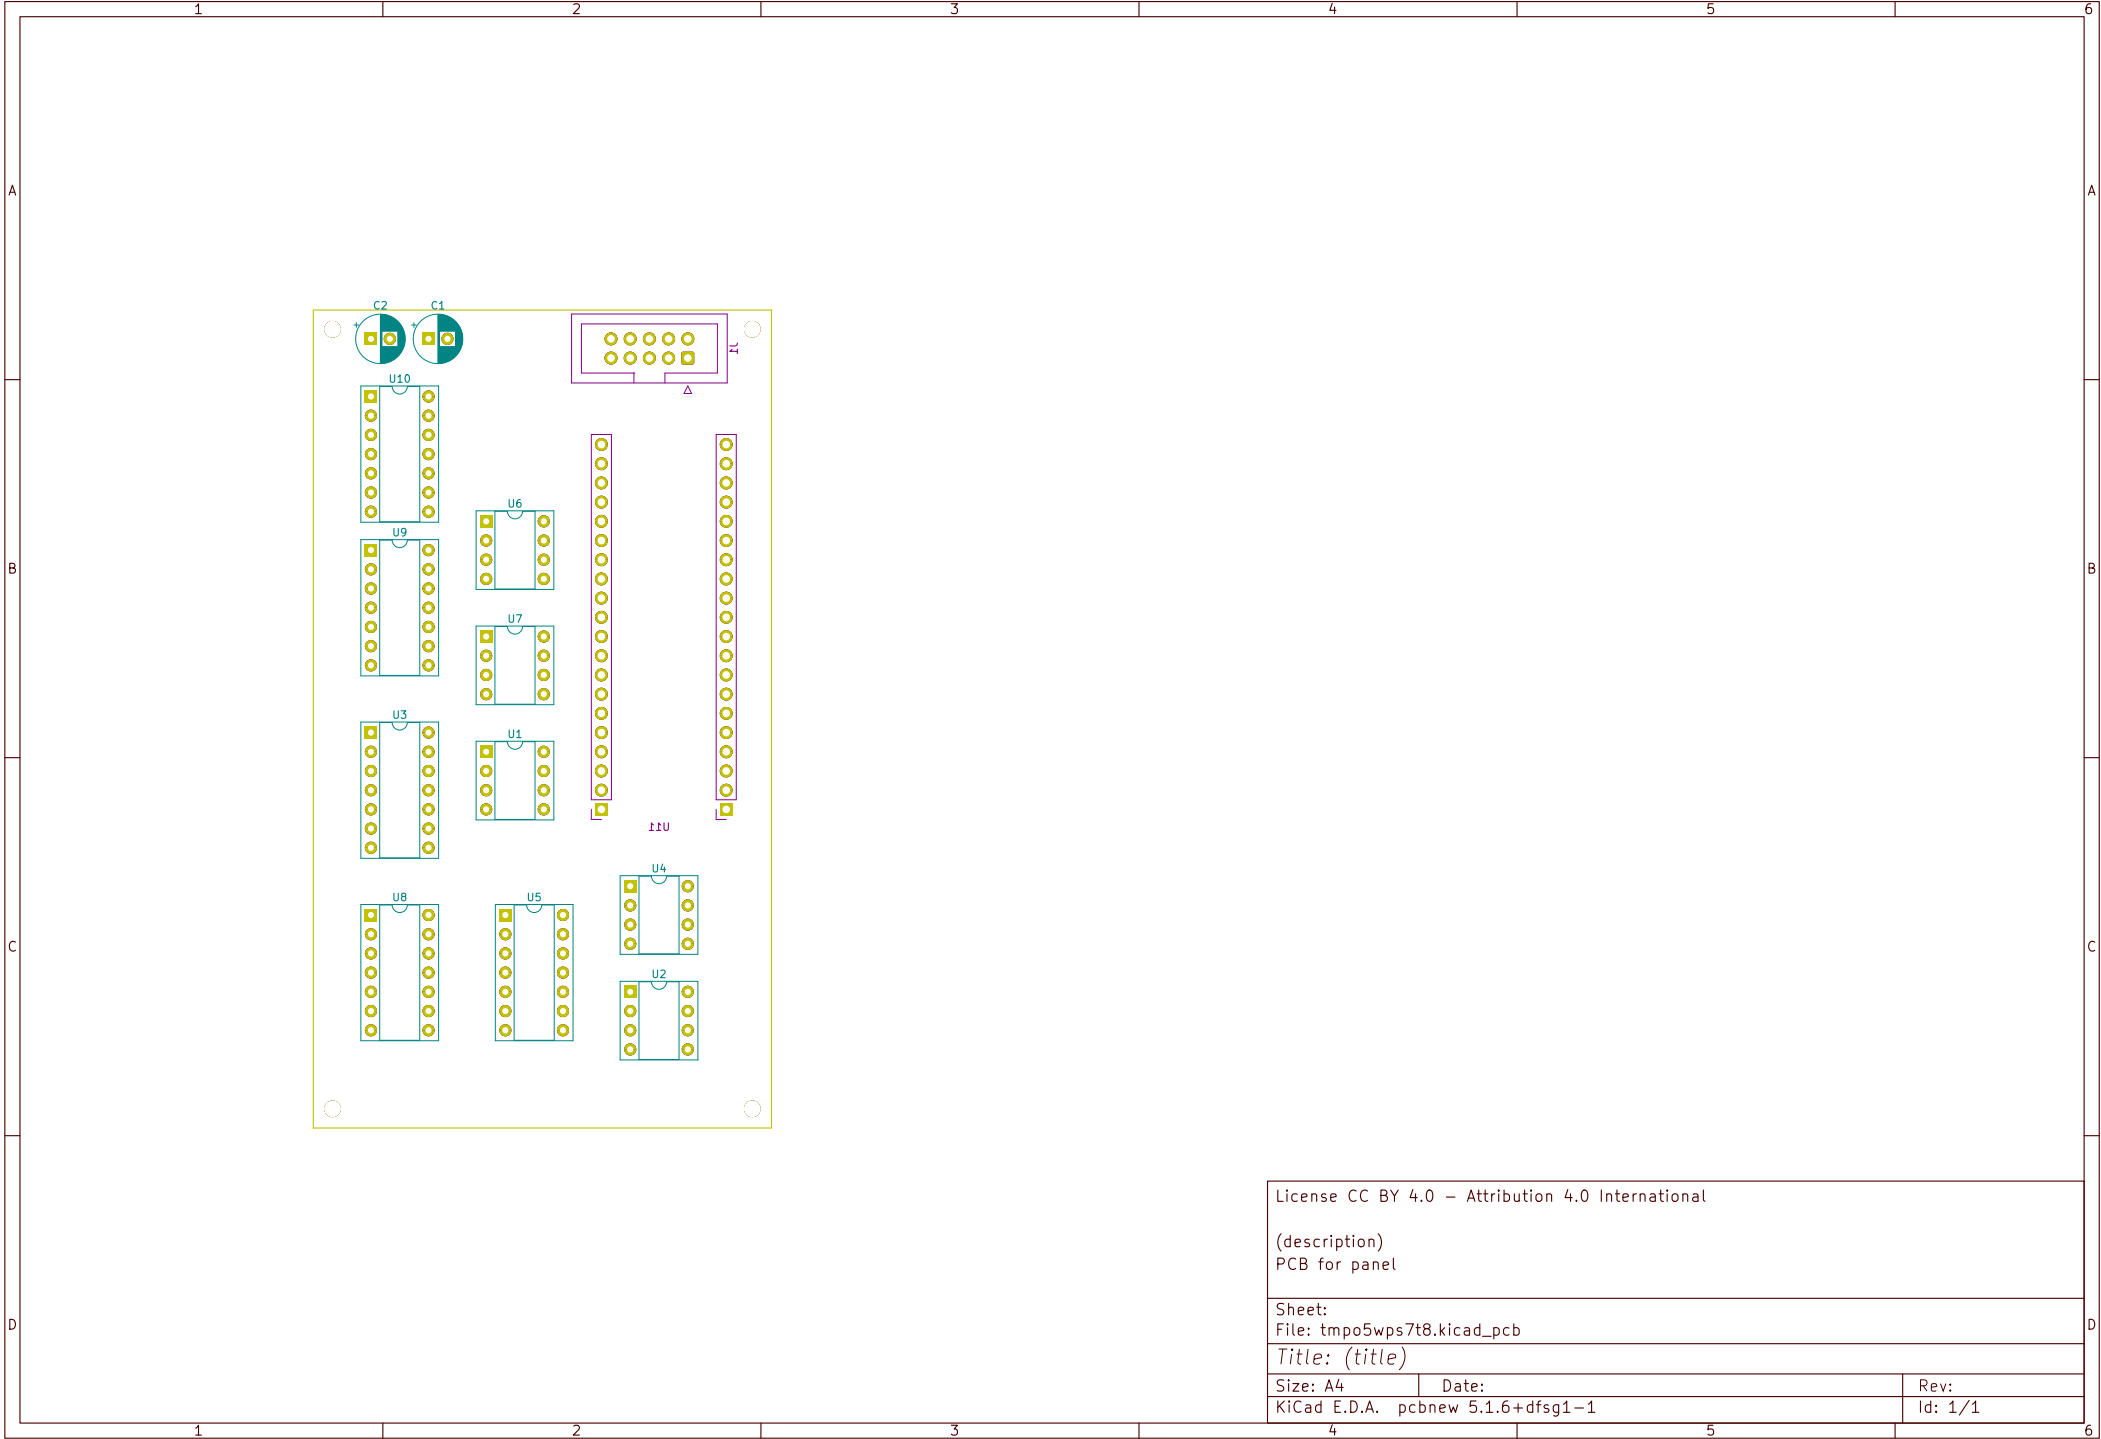 1 2 3 4 5 6
A A
C2 C1
+ +
J1
U10
U6
U9
B B
U7
U3
U1
U11
U4
U8 U5
C C
U2
License CC BY 4.0 - Attribution 4.0 International
(description)
PCB for panel
Sheet:
File: tmpo5wps7t8.kicad_pcb
D D
Title: (title)
Size: A4 Date: Rev:
KiCad E.D.A. pcbnew 5.1.6+dfsg1-1 Id: 1/1
1 2 3 4 5 6